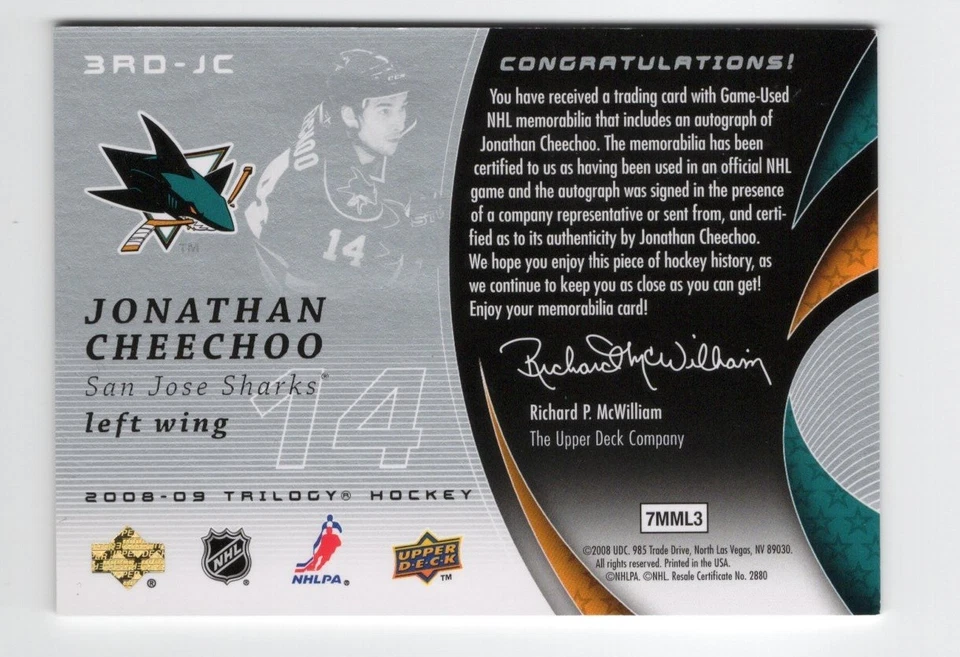 3RD-JC
TM
14
JONATHAN
CHEECHOO
San Jose Sharks®
left wing
14
2008-09 TRILOGY® HOCKEY
®
NHL
NHLPA®
UPPER
D·E·C·K
TM
CONGRATULATIONS!
You have received a trading card with Game-Used
NHL memorabilia that includes an autograph of
Jonathan Cheechoo. The memorabilia has been
certified to us as having been used in an official NHL
game and the autograph was signed in the presence
of a company representative or sent from, and certi-
fied as to its authenticity by Jonathan Cheechoo.
We hope you enjoy this piece of hockey history, as
we continue to keep you as close as you can get!
Enjoy your memorabilia card!
Richard McWilliam
Richard P. McWilliam
The Upper Deck Company
7MML3
©2008 UDC. 985 Trade Drive, North Las Vegas, NV 89030.
All rights reserved. Printed in the USA.
©NHLPA. ©NHL. Resale Certificate No. 2880